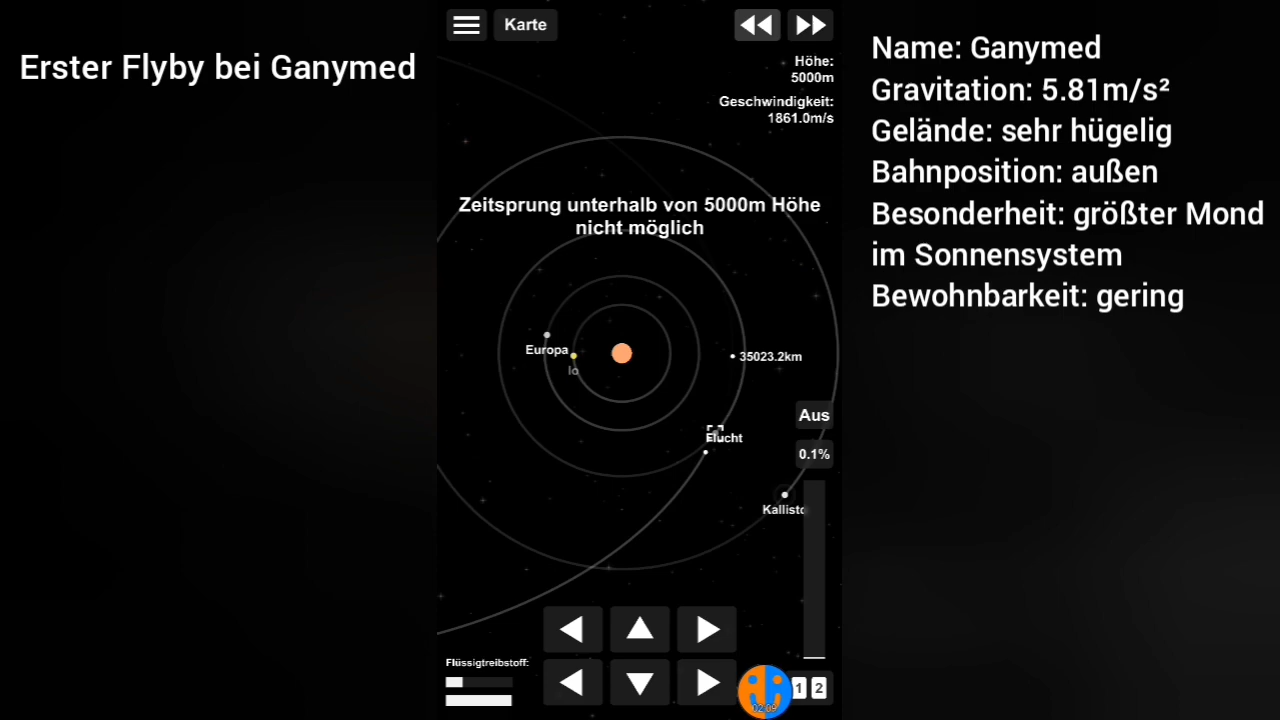 Erster Flyby bei Ganymed
Karte
Höhe:
5000m
Geschwindigkeit:
1861.0m/s
Zeitsprung unterhalb von 5000m Höhe
nicht möglich
Europa
Io
35023.2km
Flucht
Kallisto
Aus
0.1%
Flüssigtreibstoff:
02:09
1 2
Name: Ganymed
Gravitation: 5.81m/s²
Gelände: sehr hügelig
Bahnposition: außen
Besonderheit: größter Mond
im Sonnensystem
Bewohnbarkeit: gering